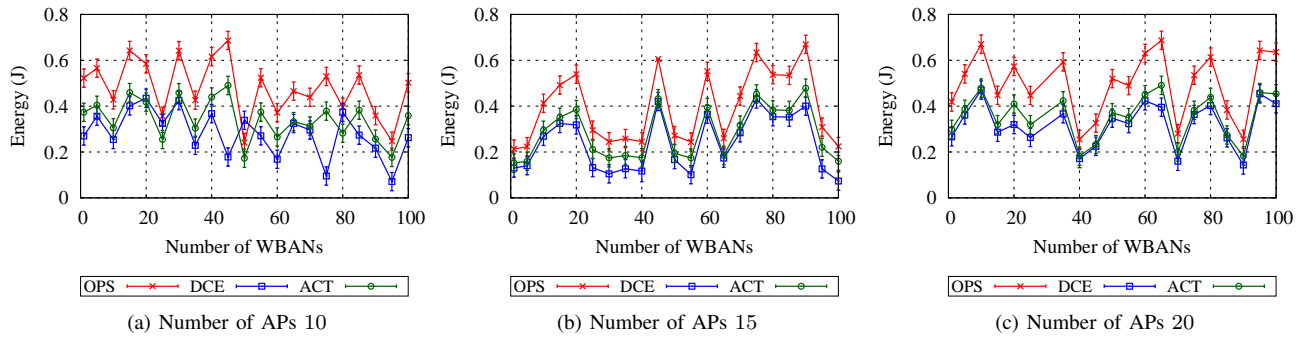 0.8
0.6
0.4
0.2
0
Energy (J)
0 20 40 60 80 100
Number of WBANs
OPS DCE ACT
(a) Number of APs 10
0.8
0.6
0.4
0.2
0
Energy (J)
0 20 40 60 80 100
Number of WBANs
OPS DCE ACT
(b) Number of APs 15
0.8
0.6
0.4
0.2
0
Energy (J)
0 20 40 60 80 100
Number of WBANs
OPS DCE ACT
(c) Number of APs 20